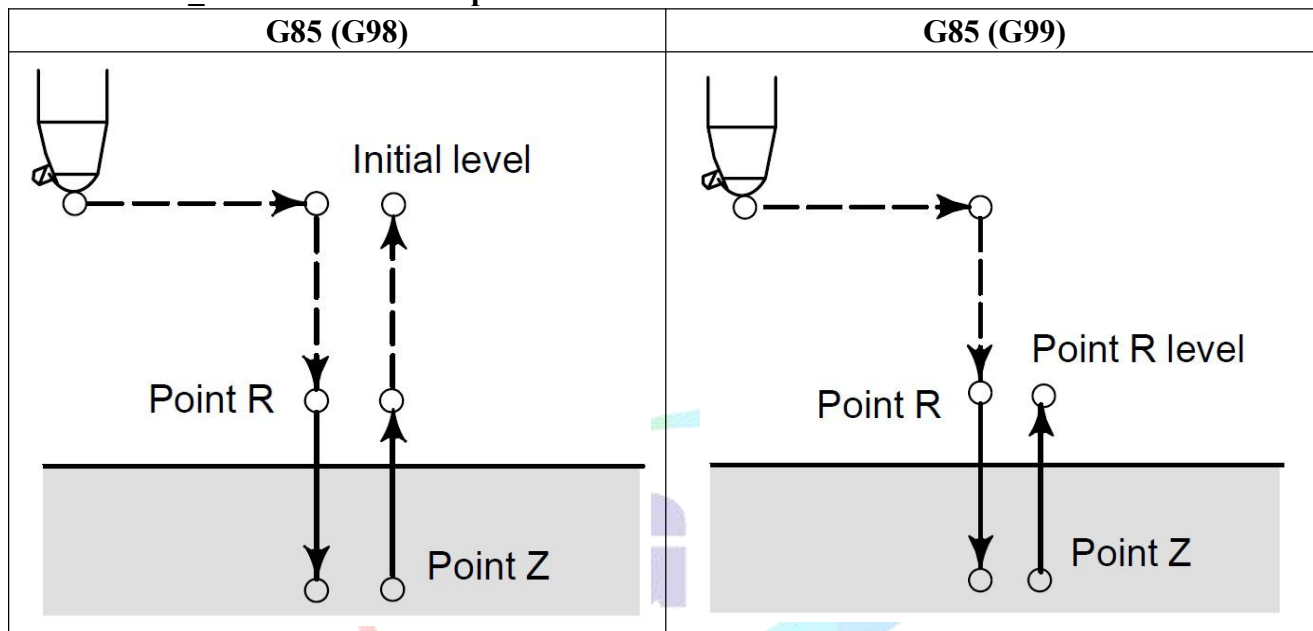 G85 (G98)
G85 (G99)
Initial level
Point R
Point Z
Point R level
Point R
Point Z